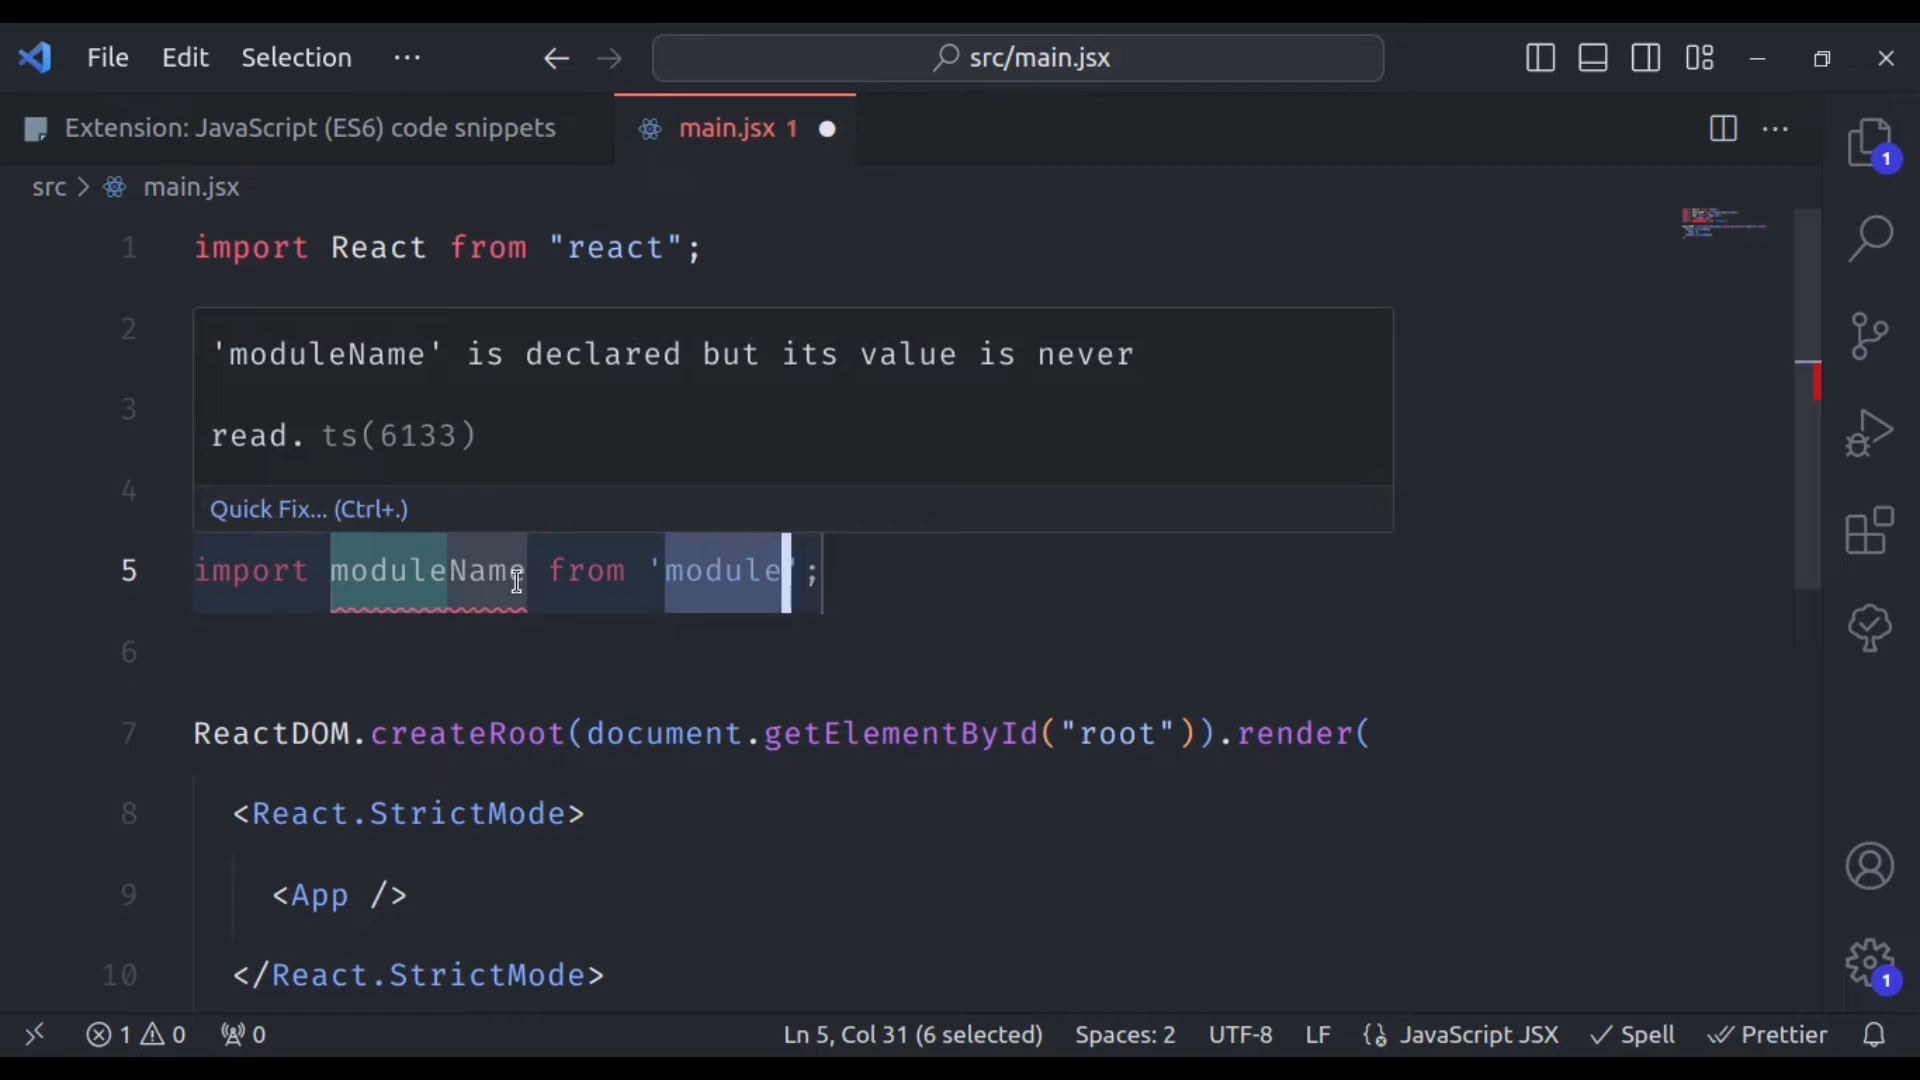 File Edit Selection ··· src/main.jsx
Extension: JavaScript (ES6) code snippets main.jsx 1
src > main.jsx
1 import React from "react";
2
'moduleName' is declared but its value is never
3
read. ts(6133)
4
Quick Fix... (Ctrl+.)
5 import moduleName from 'module';
6
7 ReactDOM.createRoot(document.getElementById("root")).render(
8 <React.StrictMode>
9 <App />
10 </React.StrictMode>
1
1
1 0 0 Ln 5, Col 31 (6 selected) Spaces: 2 UTF-8 LF JavaScript JSX Spell Prettier